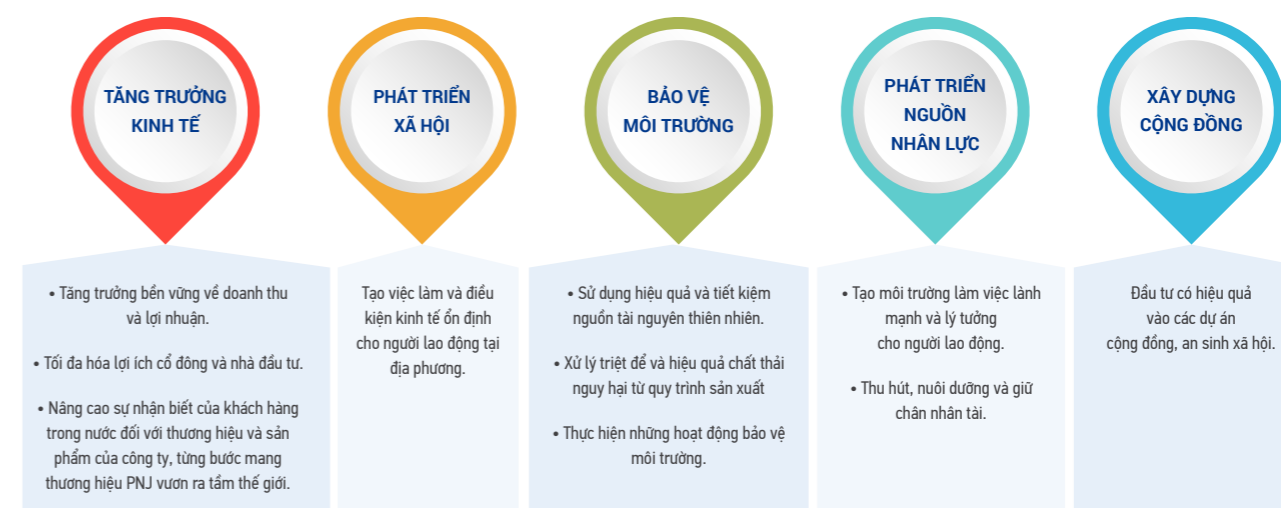 TĂNG TRƯỞNG
KINH TẾ
• Tăng trưởng bền vững về doanh thu
và lợi nhuận.
• Tối đa hóa lợi ích cổ đông và nhà đầu tư.
• Nâng cao sự nhận biết của khách hàng
trong nước đối với thương hiệu và sản
phẩm của công ty, từng bước mang
thương hiệu PNJ vươn ra tầm thế giới.
PHÁT TRIỂN
XÃ HỘI
Tạo việc làm và điều
kiện kinh tế ổn định
cho người lao động tại
địa phương.
BẢO VỆ
MÔI TRƯỜNG
• Sử dụng hiệu quả và tiết kiệm
nguồn tài nguyên thiên nhiên.
• Xử lý triệt để và hiệu quả chất thải
nguy hại từ quy trình sản xuất
• Thực hiện những hoạt động bảo vệ
môi trường.
PHÁT TRIỂN
NGUỒN
NHÂN LỰC
• Tạo môi trường làm việc lành
mạnh và lý tưởng
cho người lao động.
• Thu hút, nuôi dưỡng và giữ
chân nhân tài.
XÂY DỰNG
CỘNG ĐỒNG
Đầu tư có hiệu quả
vào các dự án
cộng đồng, an sinh xã hội.